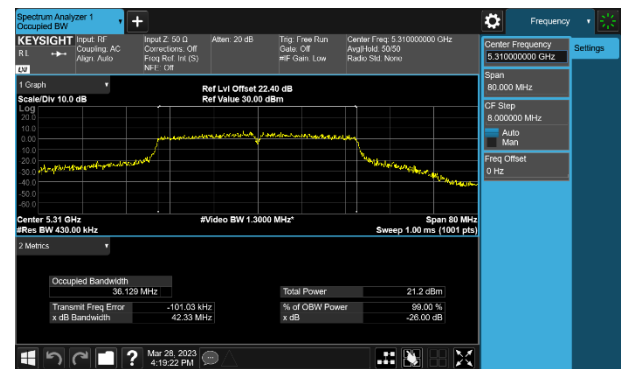 Spectrum Analyzer 1
Occupied BW
+
Frequency
KEYSIGHT
Input: RF
Coupling: AC
Align: Auto
Input Z: 50 Ω
Corrections: Off
Freq Ref: Int (S)
NFE: Off
Atten: 20 dB
Trig: Free Run
Gate: Off
#IF Gain: Low
Center Freq: 5.310000000 GHz
Avg|Hold: 50/50
Radio Std: None
RL
LNI
Center Frequency
5.310000000 GHz
Settings
Span
80.000 MHz
CF Step
8.000000 MHz
Auto
Man
Freq Offset
0 Hz
1 Graph
Scale/Div 10.0 dB
Ref Lvl Offset 22.40 dB
Ref Value 30.00 dBm
Log
20.0
10.0
0.00
-10.0
-20.0
-30.0
-40.0
-50.0
-60.0
Center 5.31 GHz
#Res BW 430.00 kHz
#Video BW 1.3000 MHz*
Span 80 MHz
Sweep 1.00 ms (1001 pts)
2 Metrics
Occupied Bandwidth
36.129 MHz
Total Power 21.2 dBm
Transmit Freq Error -101.03 kHz
% of OBW Power 99.00 %
x dB Bandwidth 42.33 MHz
x dB -26.00 dB
?
Mar 28, 2023
4:19:22 PM